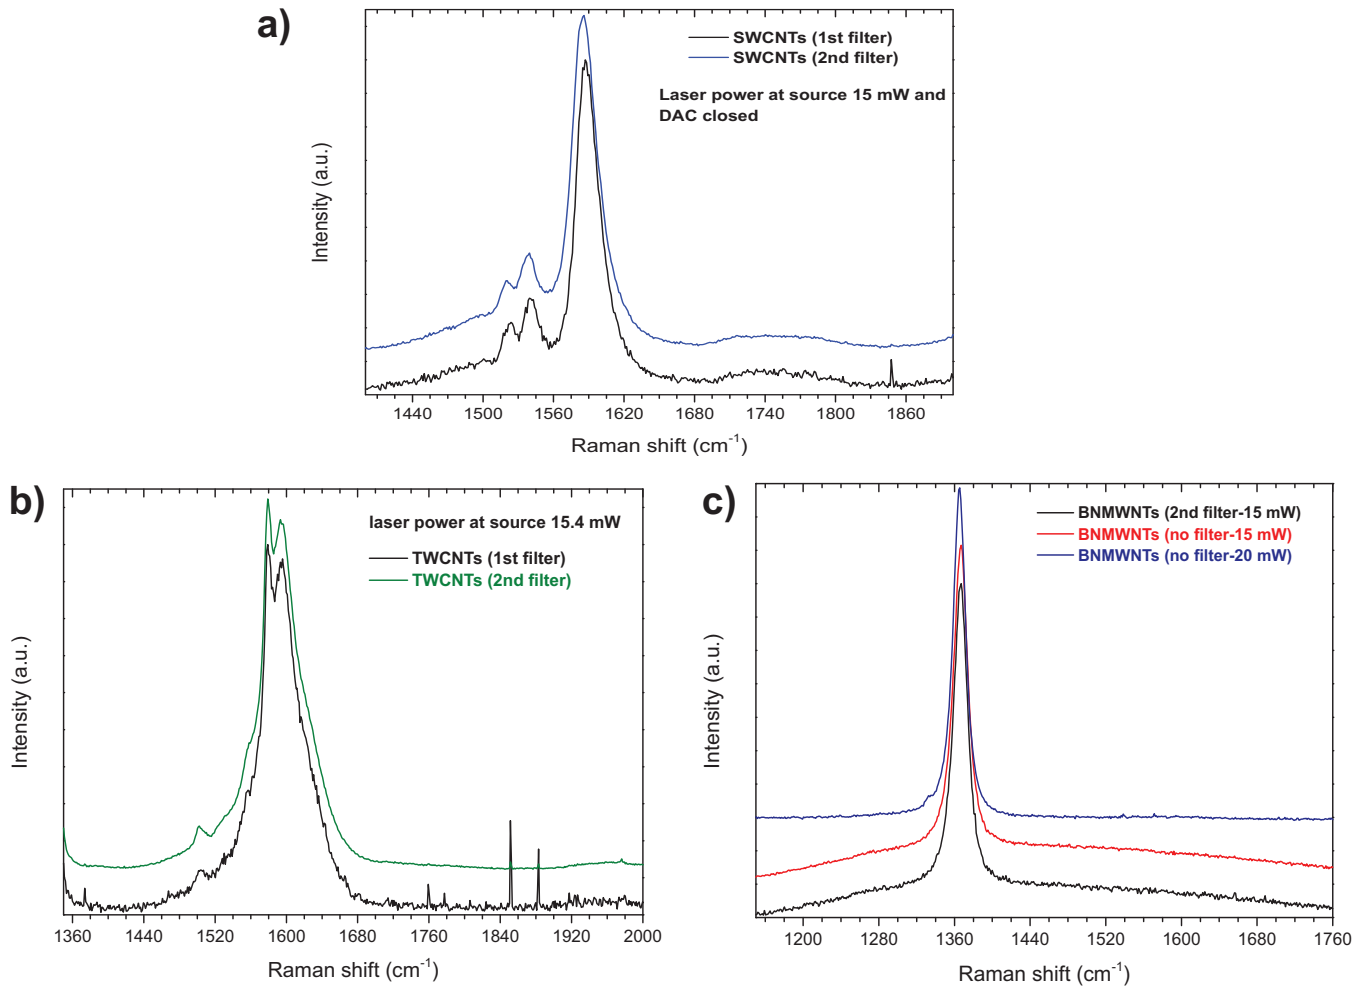 a)
SWCNTs (1st filter)
SWCNTs (2nd filter)
Laser power at source 15 mW and
DAC closed
Intensity (a.u.)
1440 1500 1560 1620 1680 1740 1800 1860
Raman shift (cm⁻¹)
b)
laser power at source 15.4 mW
TWCNTs (1st filter)
TWCNTs (2nd filter)
Intensity (a.u.)
1360 1440 1520 1600 1680 1760 1840 1920 2000
Raman shift (cm⁻¹)
c)
BNMWNTs (2nd filter-15 mW)
BNMWNTs (no filter-15 mW)
BNMWNTs (no filter-20 mW)
Intensity (a.u.)
1200 1280 1360 1440 1520 1600 1680 1760
Raman shift (cm⁻¹)